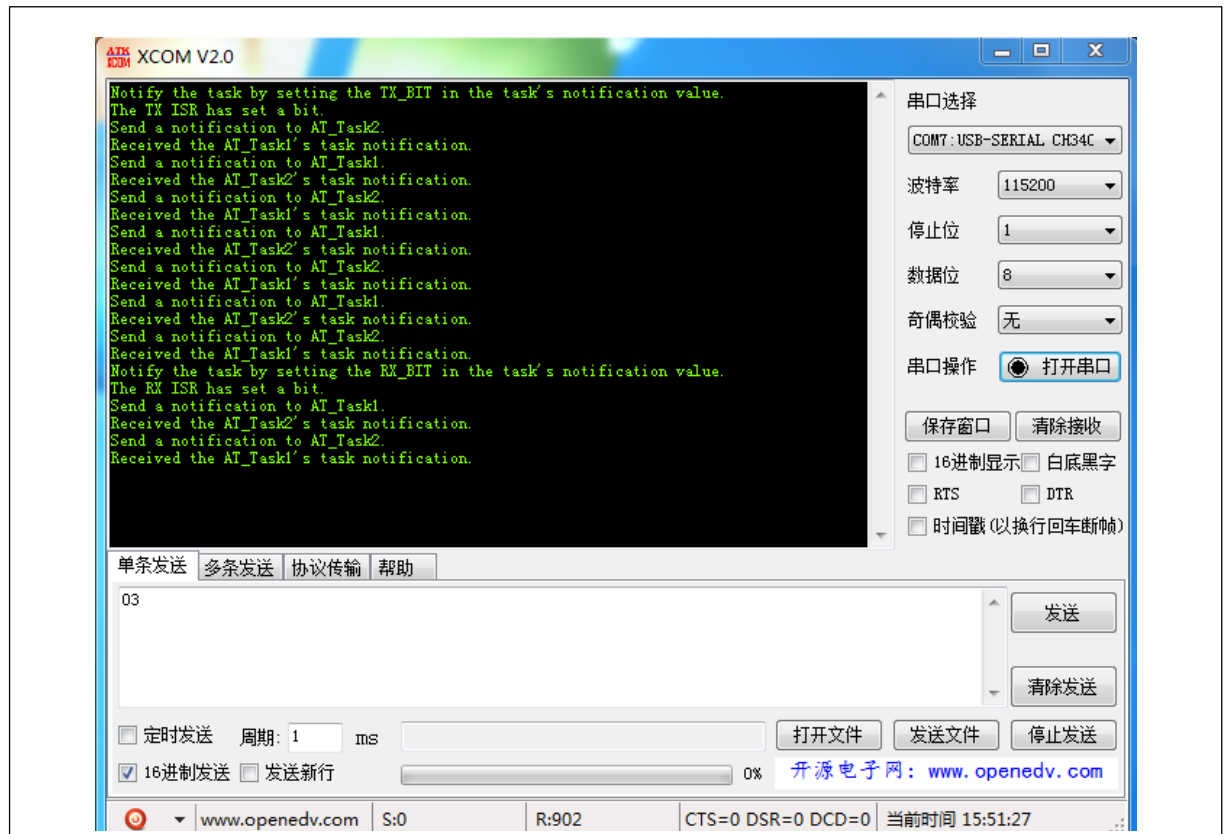 ATK XCOM XCOM V2.0
Notify the task by setting the TX_BIT in the task's notification value.
The TX ISR has set a bit.
Send a notification to AT_Task2.
Received the AT_Task1's task notification.
Send a notification to AT_Task1.
Received the AT_Task2's task notification.
Send a notification to AT_Task2.
Received the AT_Task1's task notification.
Send a notification to AT_Task1.
Received the AT_Task2's task notification.
Send a notification to AT_Task2.
Received the AT_Task1's task notification.
Send a notification to AT_Task1.
Received the AT_Task2's task notification.
Send a notification to AT_Task2.
Received the AT_Task1's task notification.
Notify the task by setting the RX_BIT in the task's notification value.
The RX ISR has set a bit.
Send a notification to AT_Task1.
Received the AT_Task2's task notification.
Send a notification to AT_Task2.
Received the AT_Task1's task notification.
串口选择
COM7:USB-SERIAL CH34C
波特率 115200
停止位 1
数据位 8
奇偶校验 无
串口操作 打开串口
保存窗口 清除接收
16进制显示 白底黑字
RTS DTR
时间戳(以换行回车断帧)
单条发送 多条发送 协议传输 帮助
03
发送
清除发送
定时发送 周期: 1 ms 打开文件 发送文件 停止发送
16进制发送 发送新行 0% 开源电子网: www.openedv.com
www.openedv.com S:0 R:902 CTS=0 DSR=0 DCD=0 当前时间 15:51:27